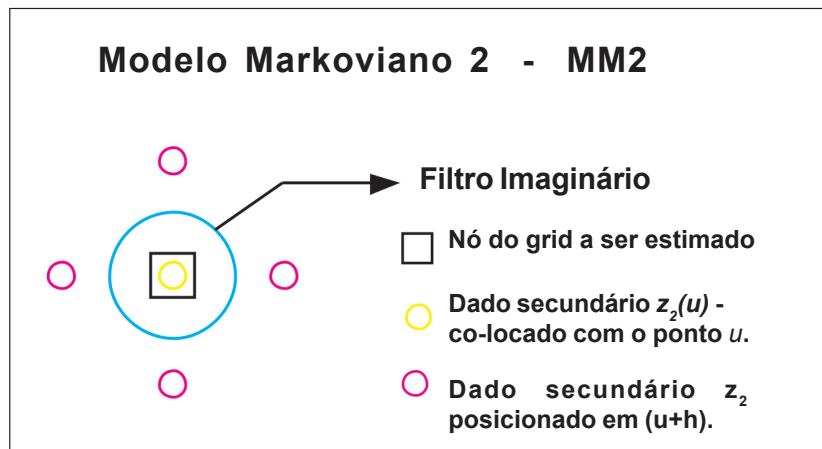 Modelo Markoviano 2 - MM2
Filtro Imaginário
Nó do grid a ser estimado
Dado secundário z₂(u) -
co-locado com o ponto u.
Dado secundário z₂
posicionado em (u+h).